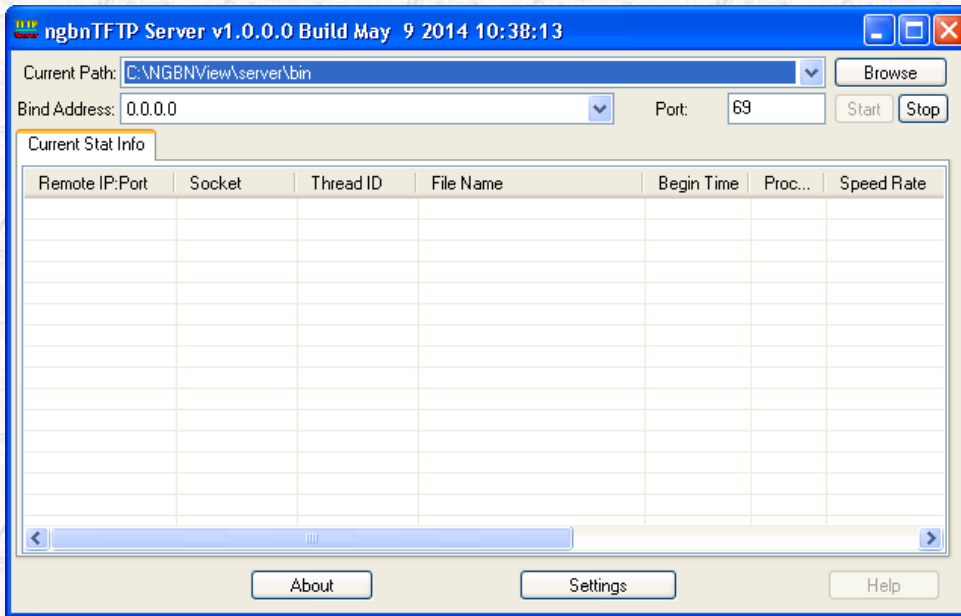 ngbnTFTP Server v1.0.0.0 Build May  9 2014 10:38:13
Current Path: C:\NGBNView\server\bin Browse
Bind Address: 0.0.0.0 Port: 69 Start Stop
Current Stat Info
Remote IP:Port Socket Thread ID File Name Begin Time Proc... Speed Rate
About Settings Help